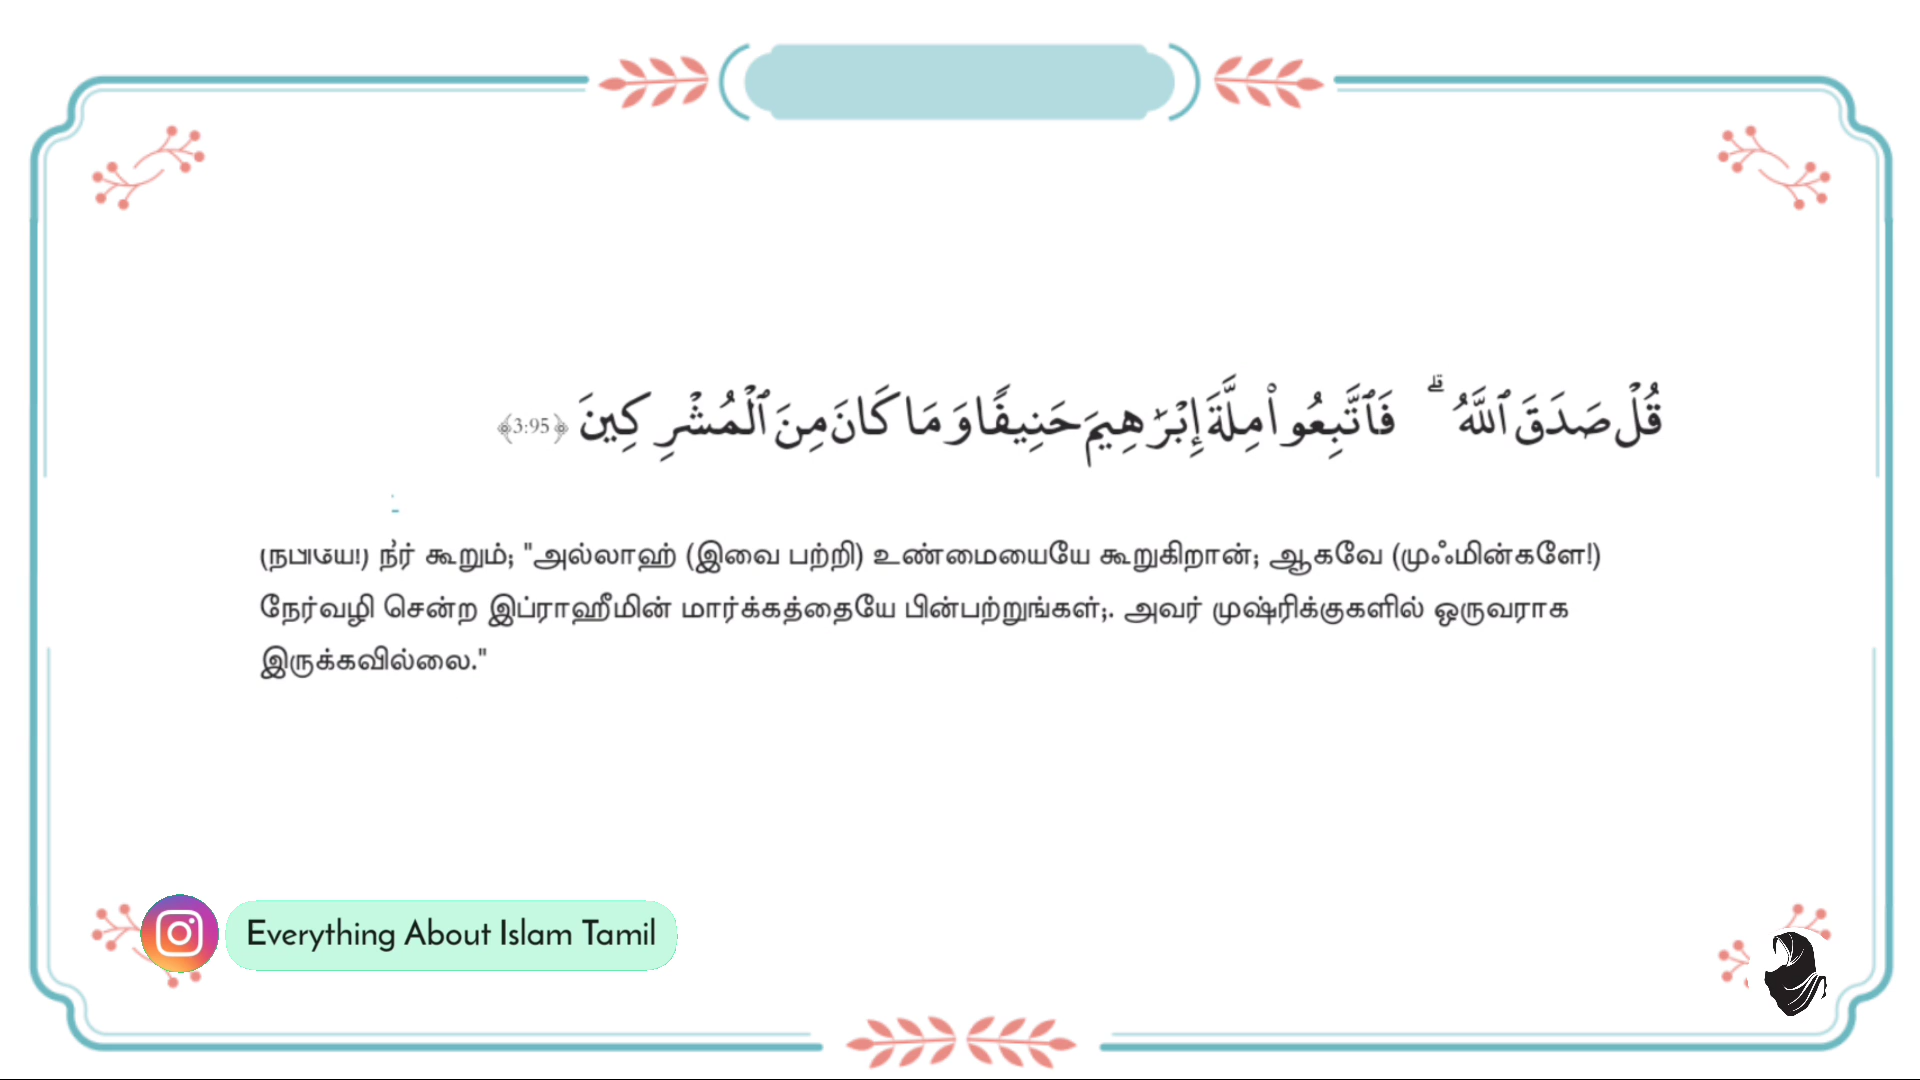 قُلْ صَدَقَ ٱللَّهُ ۗ فَٱتَّبِعُوا۟ مِلَّةَ إِبْرَٰهِيمَ حَنِيفًا وَمَا كَانَ مِنَ ٱلْمُشْرِكِينَ ﴿3:95﴾
(நபியே!) நீர் கூறும்; "அல்லாஹ் (இவை பற்றி) உண்மையையே கூறுகிறான்; ஆகவே (முஃமின்களே!)
நேர்வழி சென்ற இப்ராஹீமின் மார்க்கத்தையே பின்பற்றுங்கள்;. அவர் முஷ்ரிக்குகளில் ஒருவராக
இருக்கவில்லை."
Everything About Islam Tamil